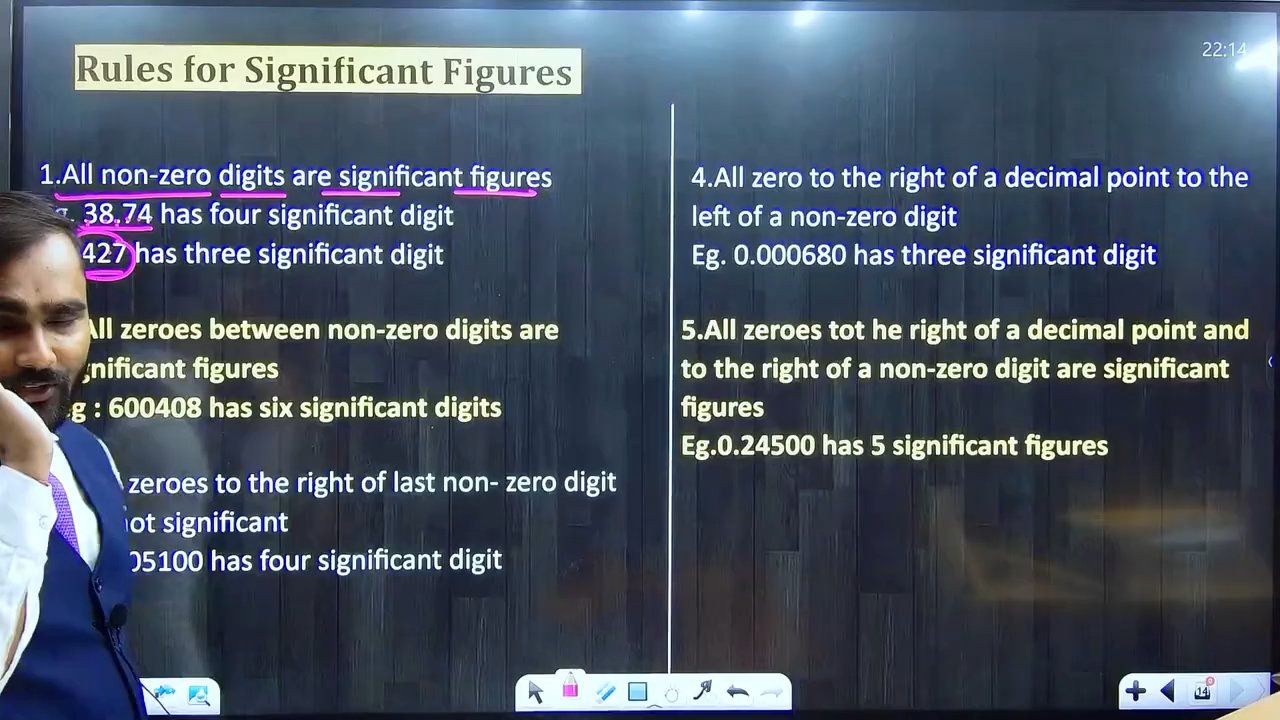 Rules for Significant Figures
22:14
1.All non-zero digits are significant figures
38.74 has four significant digit
427 has three significant digit
All zeroes between non-zero digits are
figures
: 600408 has six significant digits
zeroes to the right of last non- zero digit
not significant
05100 has four significant digit
4.All zero to the right of a decimal point to the
left of a non-zero digit
Eg. 0.000680 has three significant digit
5.All zeroes tot he right of a decimal point and
to the right of a non-zero digit are significant
figures
Eg.0.24500 has 5 significant figures
14